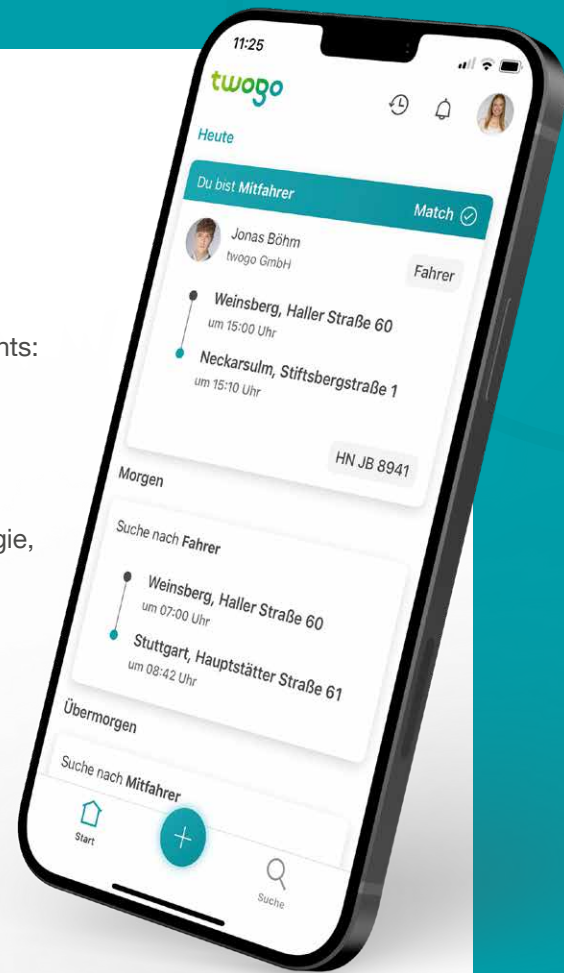 nts:
gie,
11:25
twogo
Heute
Du bist Mitfahrer
Match
Jonas Böhm
twogo GmbH
Fahrer
Weinsberg, Haller Straße 60
um 15:00 Uhr
Neckarsulm, Stiftsbergstraße 1
um 15:10 Uhr
HN JB 8941
Morgen
Suche nach Fahrer
Weinsberg, Haller Straße 60
um 07:00 Uhr
Stuttgart, Hauptstätter Straße 61
um 08:42 Uhr
Übermorgen
Suche nach Mitfahrer
Start
Suche